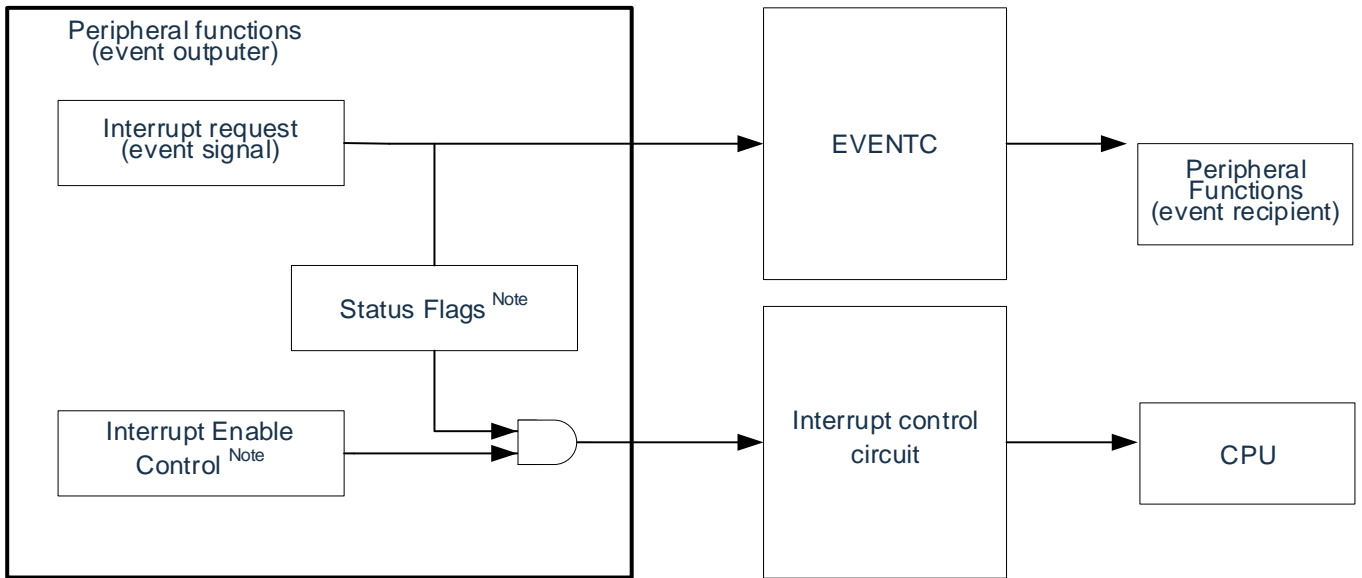 Peripheral functions
(event outputer)
Interrupt request
(event signal)
EVENTC
Peripheral
Functions
(event recipient)
Status Flags Note
Interrupt Enable
Control Note
Interrupt control
circuit
CPU